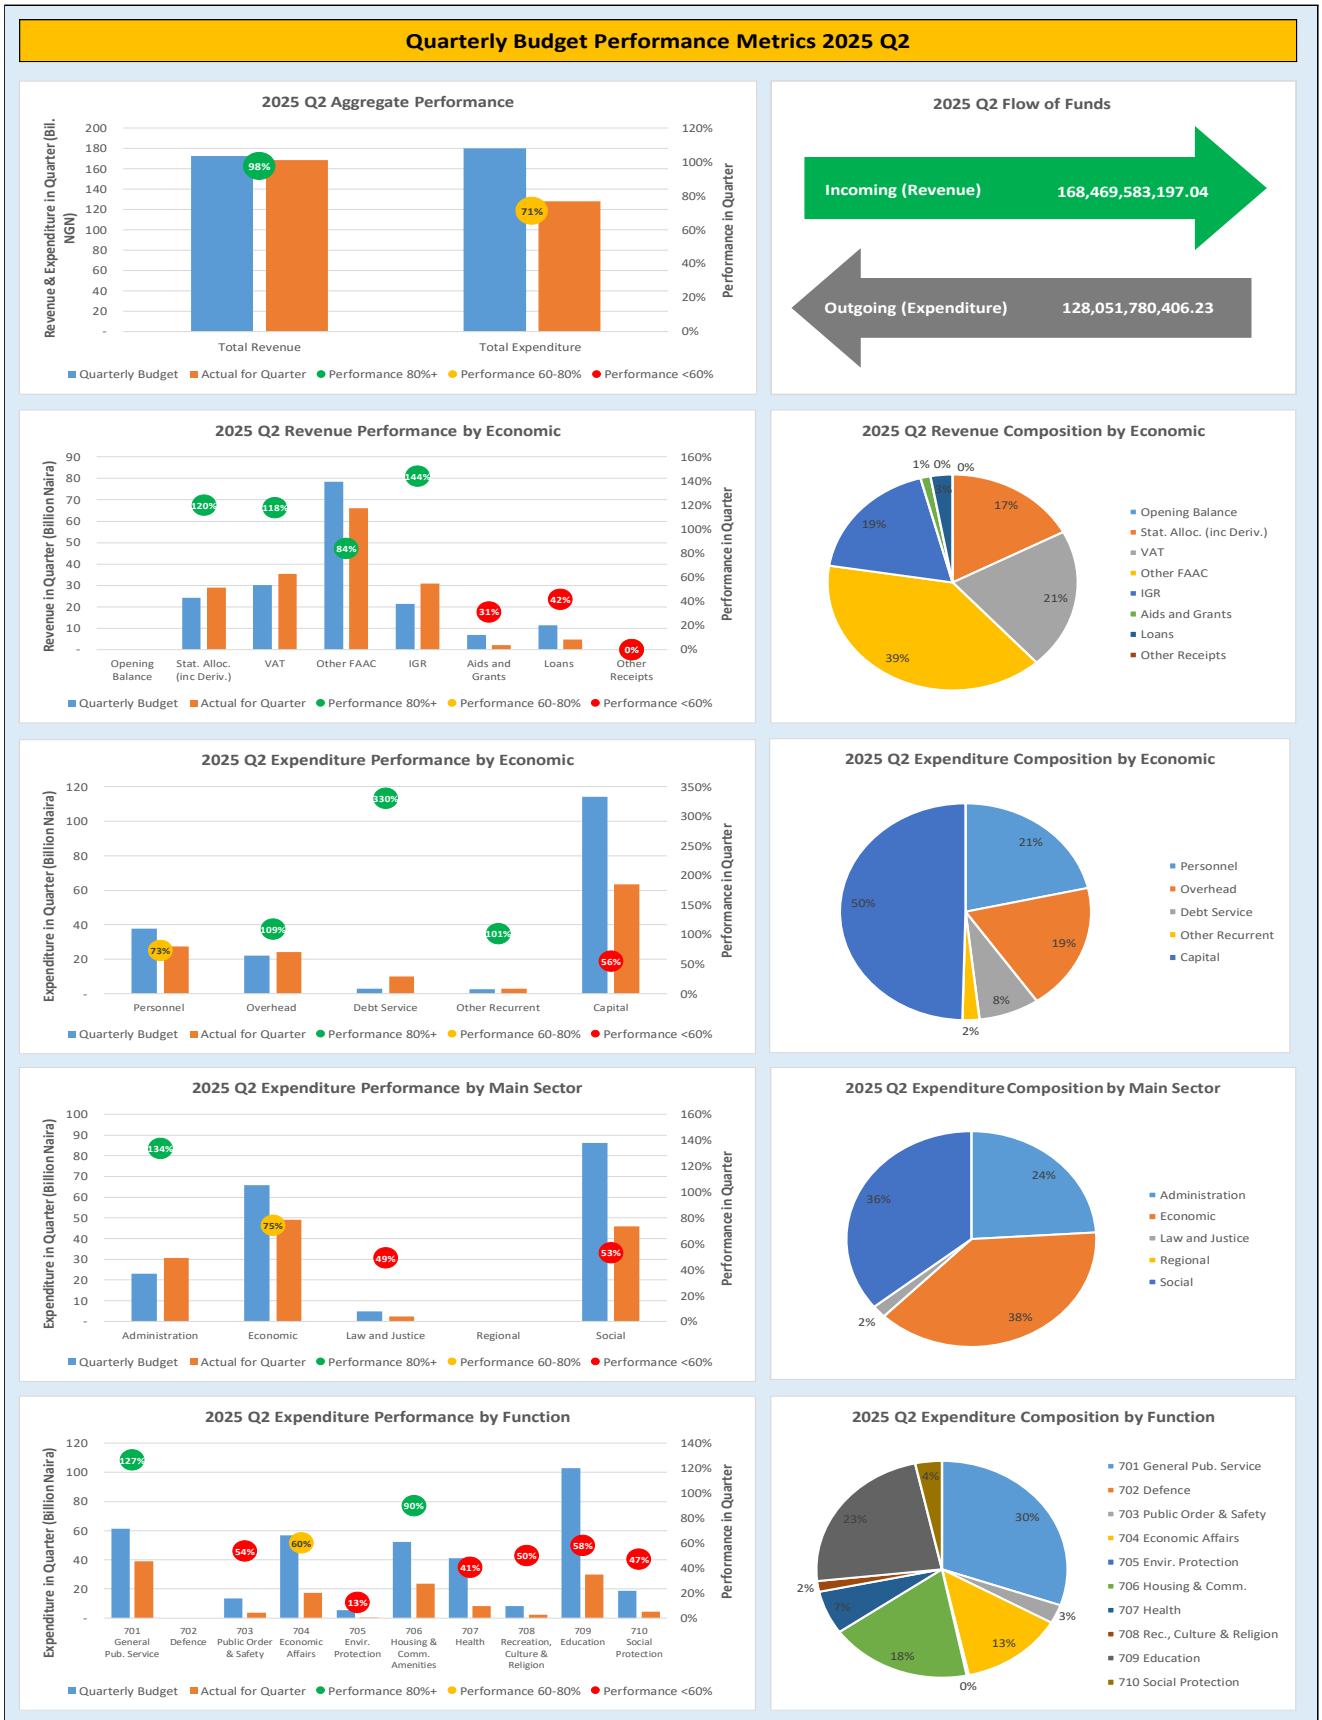 Quarterly Budget Performance Metrics 2025 Q2
2025 Q2 Aggregate Performance
Revenue & Expenditure in Quarter (Bil. NGN)
200
180
160
140
120
100
80
60
40
20
-
120%
100%
80%
60%
40%
20%
0%
Performance in Quarter
98%
71%
Total Revenue
Total Expenditure
Quarterly Budget
Actual for Quarter
Performance 80%+
Performance 60-80%
Performance <60%
2025 Q2 Flow of Funds
Incoming (Revenue) 168,469,583,197.04
Outgoing (Expenditure) 128,051,780,406.23
2025 Q2 Revenue Performance by Economic
Revenue in Quarter (Billion Naira)
90
80
70
60
50
40
30
20
10
-
160%
140%
120%
100%
80%
60%
40%
20%
0%
Performance in Quarter
120%
118%
84%
144%
31%
42%
0%
Opening Balance
Stat. Alloc. (inc Deriv.)
VAT
Other FAAC
IGR
Aids and Grants
Loans
Other Receipts
Quarterly Budget
Actual for Quarter
Performance 80%+
Performance 60-80%
Performance <60%
2025 Q2 Revenue Composition by Economic
1%
0%
0%
3%
17%
19%
21%
39%
Opening Balance
Stat. Alloc. (inc Deriv.)
VAT
Other FAAC
IGR
Aids and Grants
Loans
Other Receipts
2025 Q2 Expenditure Performance by Economic
Expenditure in Quarter (Billion Naira)
120
100
80
60
40
20
-
350%
300%
250%
200%
150%
100%
50%
0%
Performance in Quarter
73%
109%
330%
101%
56%
Personnel
Overhead
Debt Service
Other Recurrent
Capital
Quarterly Budget
Actual for Quarter
Performance 80%+
Performance 60-80%
Performance <60%
2025 Q2 Expenditure Composition by Economic
21%
50%
19%
8%
2%
Personnel
Overhead
Debt Service
Other Recurrent
Capital
2025 Q2 Expenditure Performance by Main Sector
Expenditure in Quarter (Billion Naira)
100
90
80
70
60
50
40
30
20
10
-
160%
140%
120%
100%
80%
60%
40%
20%
0%
Performance in Quarter
134%
75%
49%
53%
Administration
Economic
Law and Justice
Regional
Social
Quarterly Budget
Actual for Quarter
Performance 80%+
Performance 60-80%
Performance <60%
2025 Q2 Expenditure Composition by Main Sector
24%
36%
38%
2%
Administration
Economic
Law and Justice
Regional
Social
2025 Q2 Expenditure Performance by Function
Expenditure in Quarter (Billion Naira)
120
100
80
60
40
20
-
140%
120%
100%
80%
60%
40%
20%
0%
Performance in Quarter
127%
54%
60%
13%
90%
41%
50%
58%
47%
701 General Pub. Service
702 Defence
703 Public Order & Safety
704 Economic Affairs
705 Envir. Protection
706 Housing & Comm. Amenities
707 Health
708 Recreation, Culture & Religion
709 Education
710 Social Protection
Quarterly Budget
Actual for Quarter
Performance 80%+
Performance 60-80%
Performance <60%
2025 Q2 Expenditure Composition by Function
4%
30%
23%
2%
7%
3%
18%
13%
0%
701 General Pub. Service
702 Defence
703 Public Order & Safety
704 Economic Affairs
705 Envir. Protection
706 Housing & Comm.
707 Health
708 Rec., Culture & Religion
709 Education
710 Social Protection